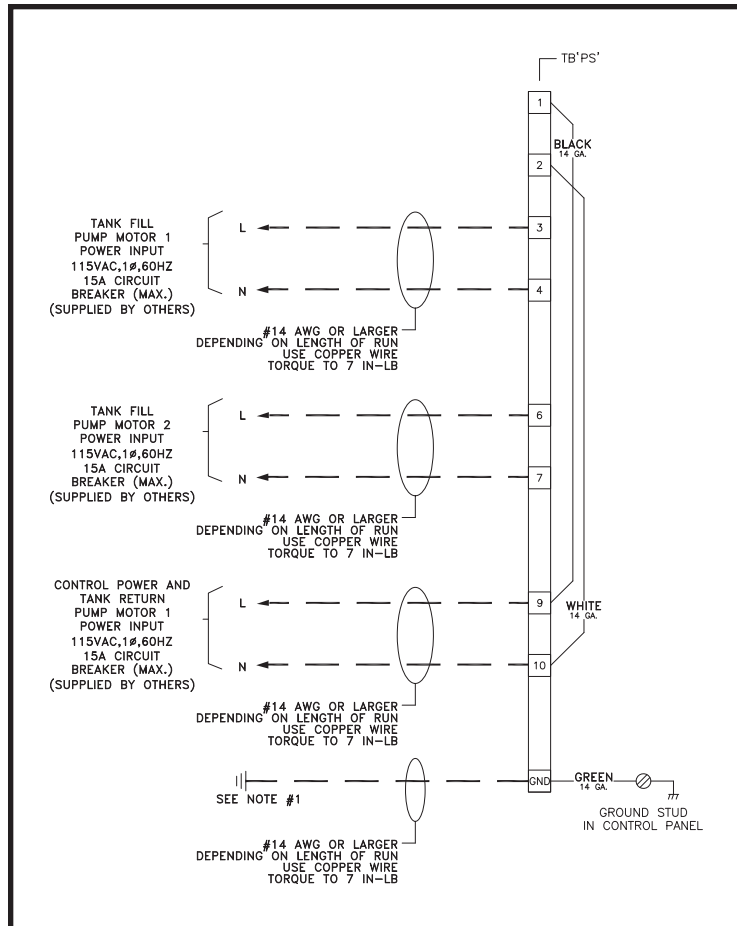 TB'PS'
1
BLACK
14 GA.
2
TANK FILL
PUMP MOTOR 1
POWER INPUT
115VAC,1ø,60HZ
15A CIRCUIT
BREAKER (MAX.)
(SUPPLIED BY OTHERS)
L
3
N
4
#14 AWG OR LARGER
DEPENDING ON LENGTH OF RUN
USE COPPER WIRE
TORQUE TO 7 IN-LB
TANK FILL
PUMP MOTOR 2
POWER INPUT
115VAC,1ø,60HZ
15A CIRCUIT
BREAKER (MAX.)
(SUPPLIED BY OTHERS)
L
6
N
7
#14 AWG OR LARGER
DEPENDING ON LENGTH OF RUN
USE COPPER WIRE
TORQUE TO 7 IN-LB
CONTROL POWER AND
TANK RETURN
PUMP MOTOR 1
POWER INPUT
115VAC,1ø,60HZ
15A CIRCUIT
BREAKER (MAX.)
(SUPPLIED BY OTHERS)
L
9
WHITE
14 GA.
N
10
#14 AWG OR LARGER
DEPENDING ON LENGTH OF RUN
USE COPPER WIRE
TORQUE TO 7 IN-LB
GND
GREEN
14 GA.
SEE NOTE #1
GROUND STUD
IN CONTROL PANEL
#14 AWG OR LARGER
DEPENDING ON LENGTH OF RUN
USE COPPER WIRE
TORQUE TO 7 IN-LB